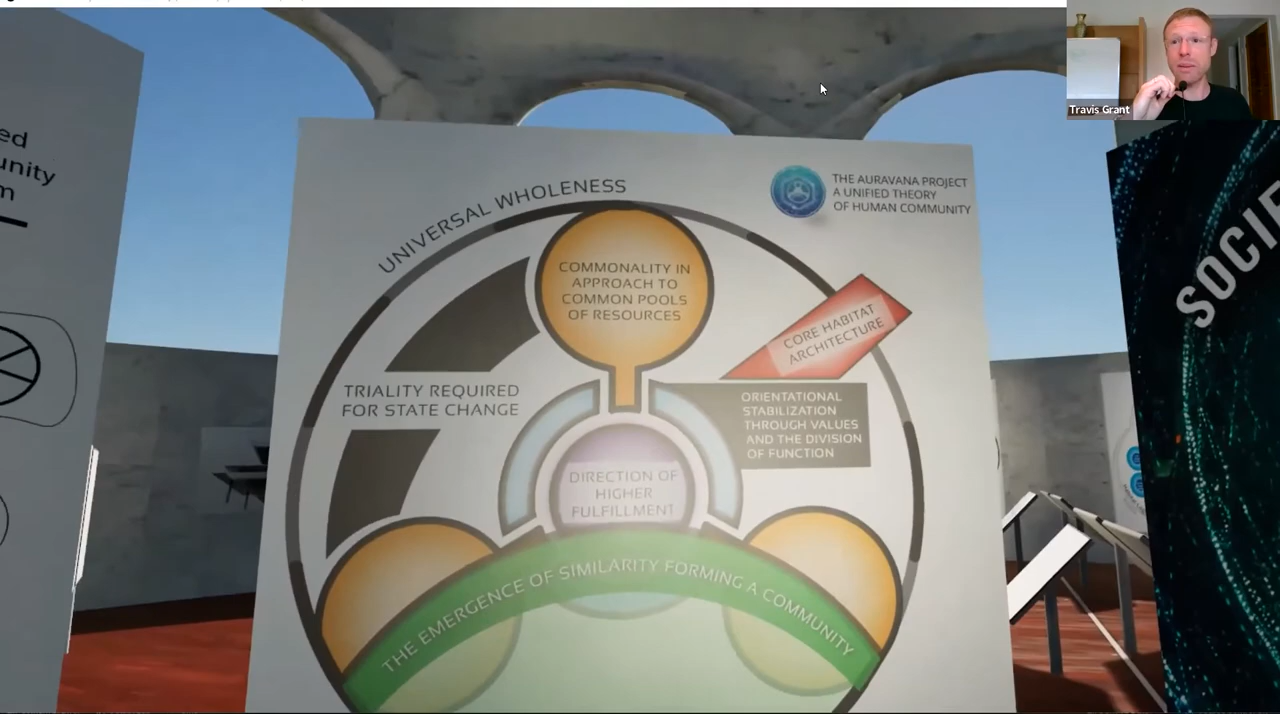 Travis Grant
ed
unity
m
UNIVERSAL WHOLENESS
THE AURAVANA PROJECT
A UNIFIED THEORY
OF HUMAN COMMUNITY
COMMONALITY IN
APPROACH TO
COMMON POOLS
OF RESOURCES
CORE HABITAT
ARCHITECTURE
TRIALITY REQUIRED
FOR STATE CHANGE
ORIENTATIONAL
STABILIZATION
THROUGH VALUES
AND THE DIVISION
OF FUNCTION
DIRECTION OF
HIGHER
FULFILLMENT
THE EMERGENCE OF SIMILARITY FORMING A COMMUNITY
SOCIE